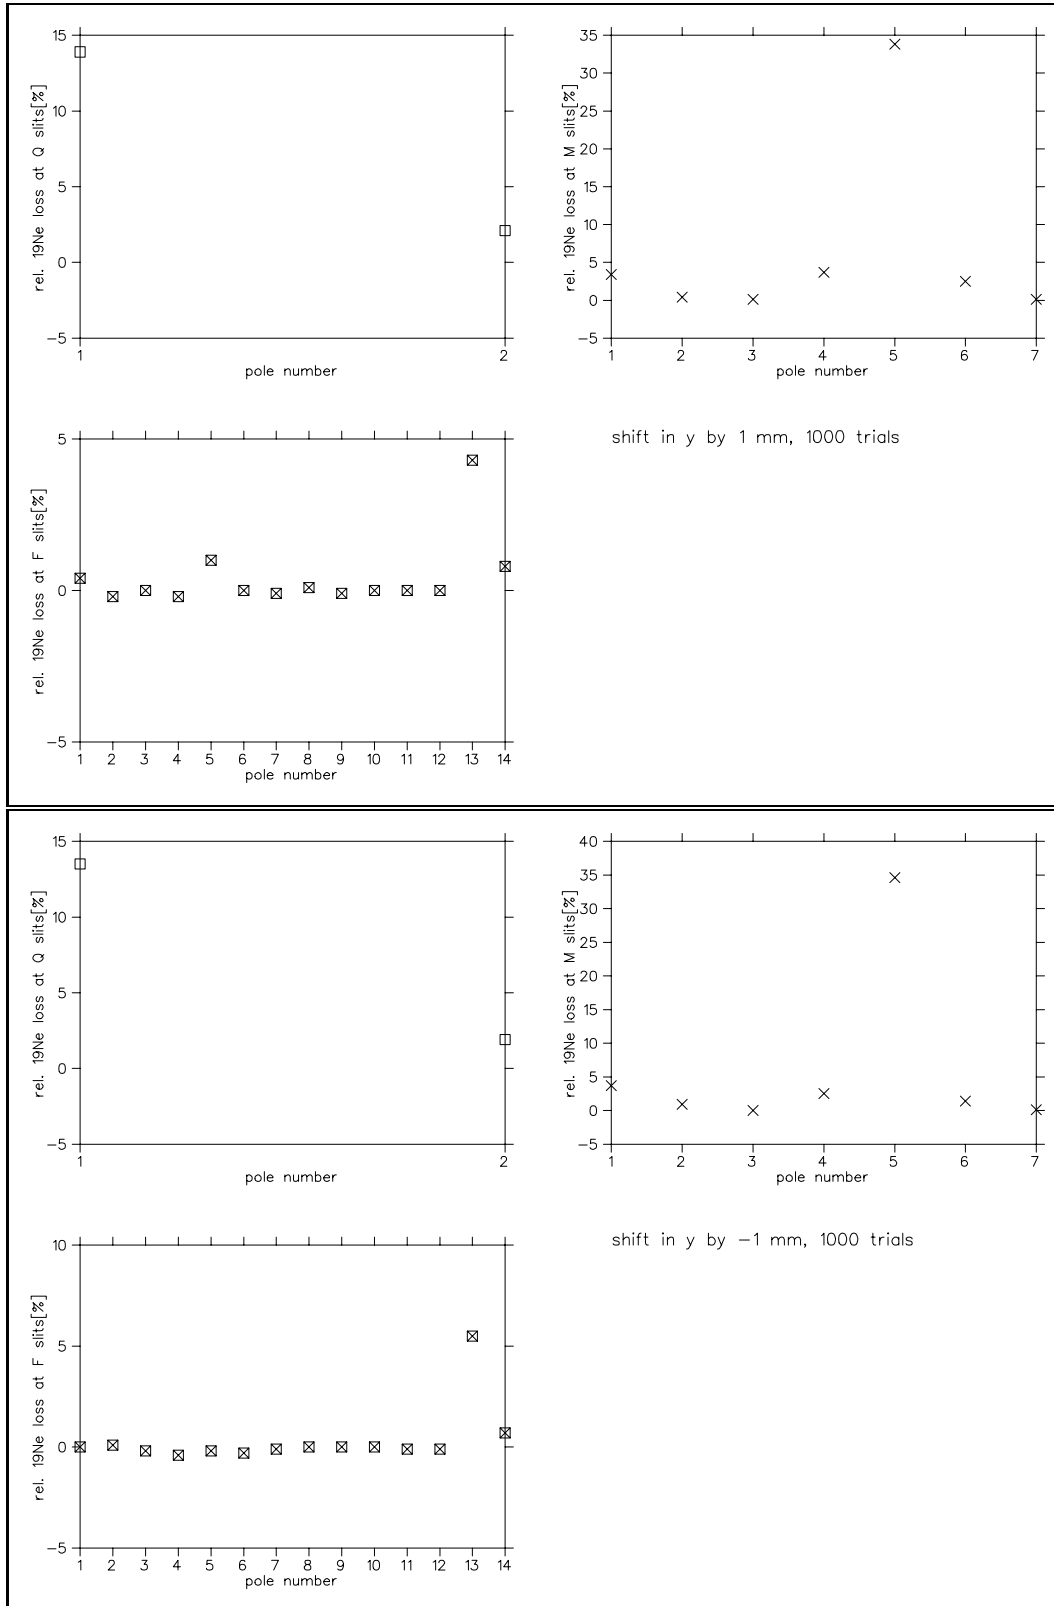 15
10
5
0
−5
1
2
pole number
rel. 19Ne loss at Q slits[%]
35
30
25
20
15
10
5
0
−5
1 2 3 4 5 6 7
pole number
rel. 19Ne loss at M slits[%]
5
0
−5
1 2 3 4 5 6 7 8 9 10 11 12 13 14
pole number
rel. 19Ne loss at F slits[%]
shift in y by 1 mm, 1000 trials
15
10
5
0
−5
1
2
pole number
rel. 19Ne loss at Q slits[%]
40
35
30
25
20
15
10
5
0
−5
1 2 3 4 5 6 7
pole number
rel. 19Ne loss at M slits[%]
10
5
0
−5
1 2 3 4 5 6 7 8 9 10 11 12 13 14
pole number
rel. 19Ne loss at F slits[%]
shift in y by −1 mm, 1000 trials